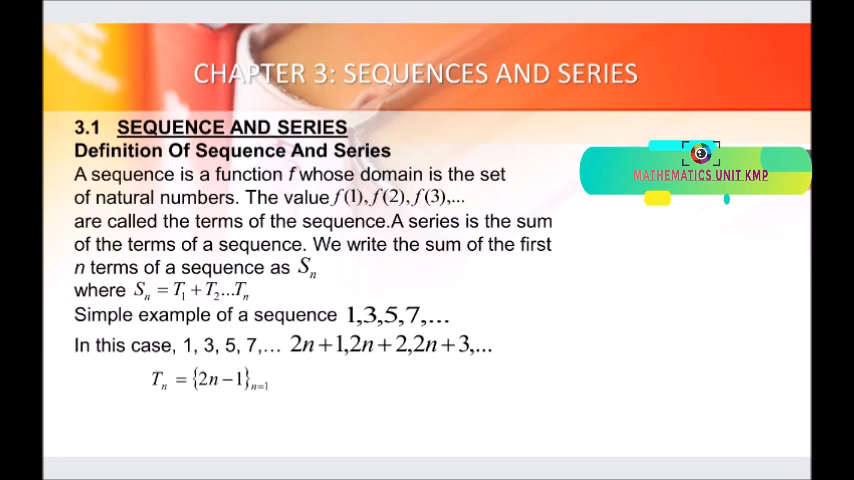 CHAPTER 3: SEQUENCES AND SERIES
3.1 SEQUENCE AND SERIES
Definition Of Sequence And Series
A sequence is a function f whose domain is the set
of natural numbers. The value f(1), f(2), f(3),...
are called the terms of the sequence.A series is the sum
of the terms of a sequence. We write the sum of the first
n terms of a sequence as Sₙ
where Sₙ = T₁ + T₂...Tₙ
Simple example of a sequence 1,3,5,7,...
In this case, 1, 3, 5, 7,... 2n+1,2n+2,2n+3,...
Tₙ = {2n−1}ₙ₌₁
MATHEMATICS UNIT KMP